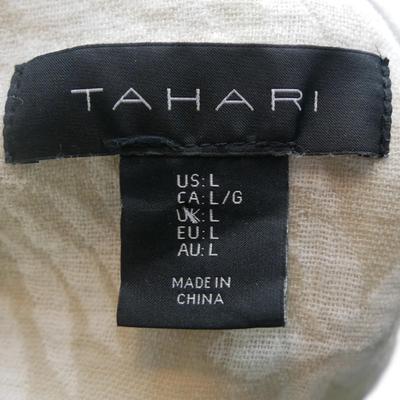 TAHARI
US: L
CA: L/G
UK: L
EU: L
AU: L
MADE IN
CHINA